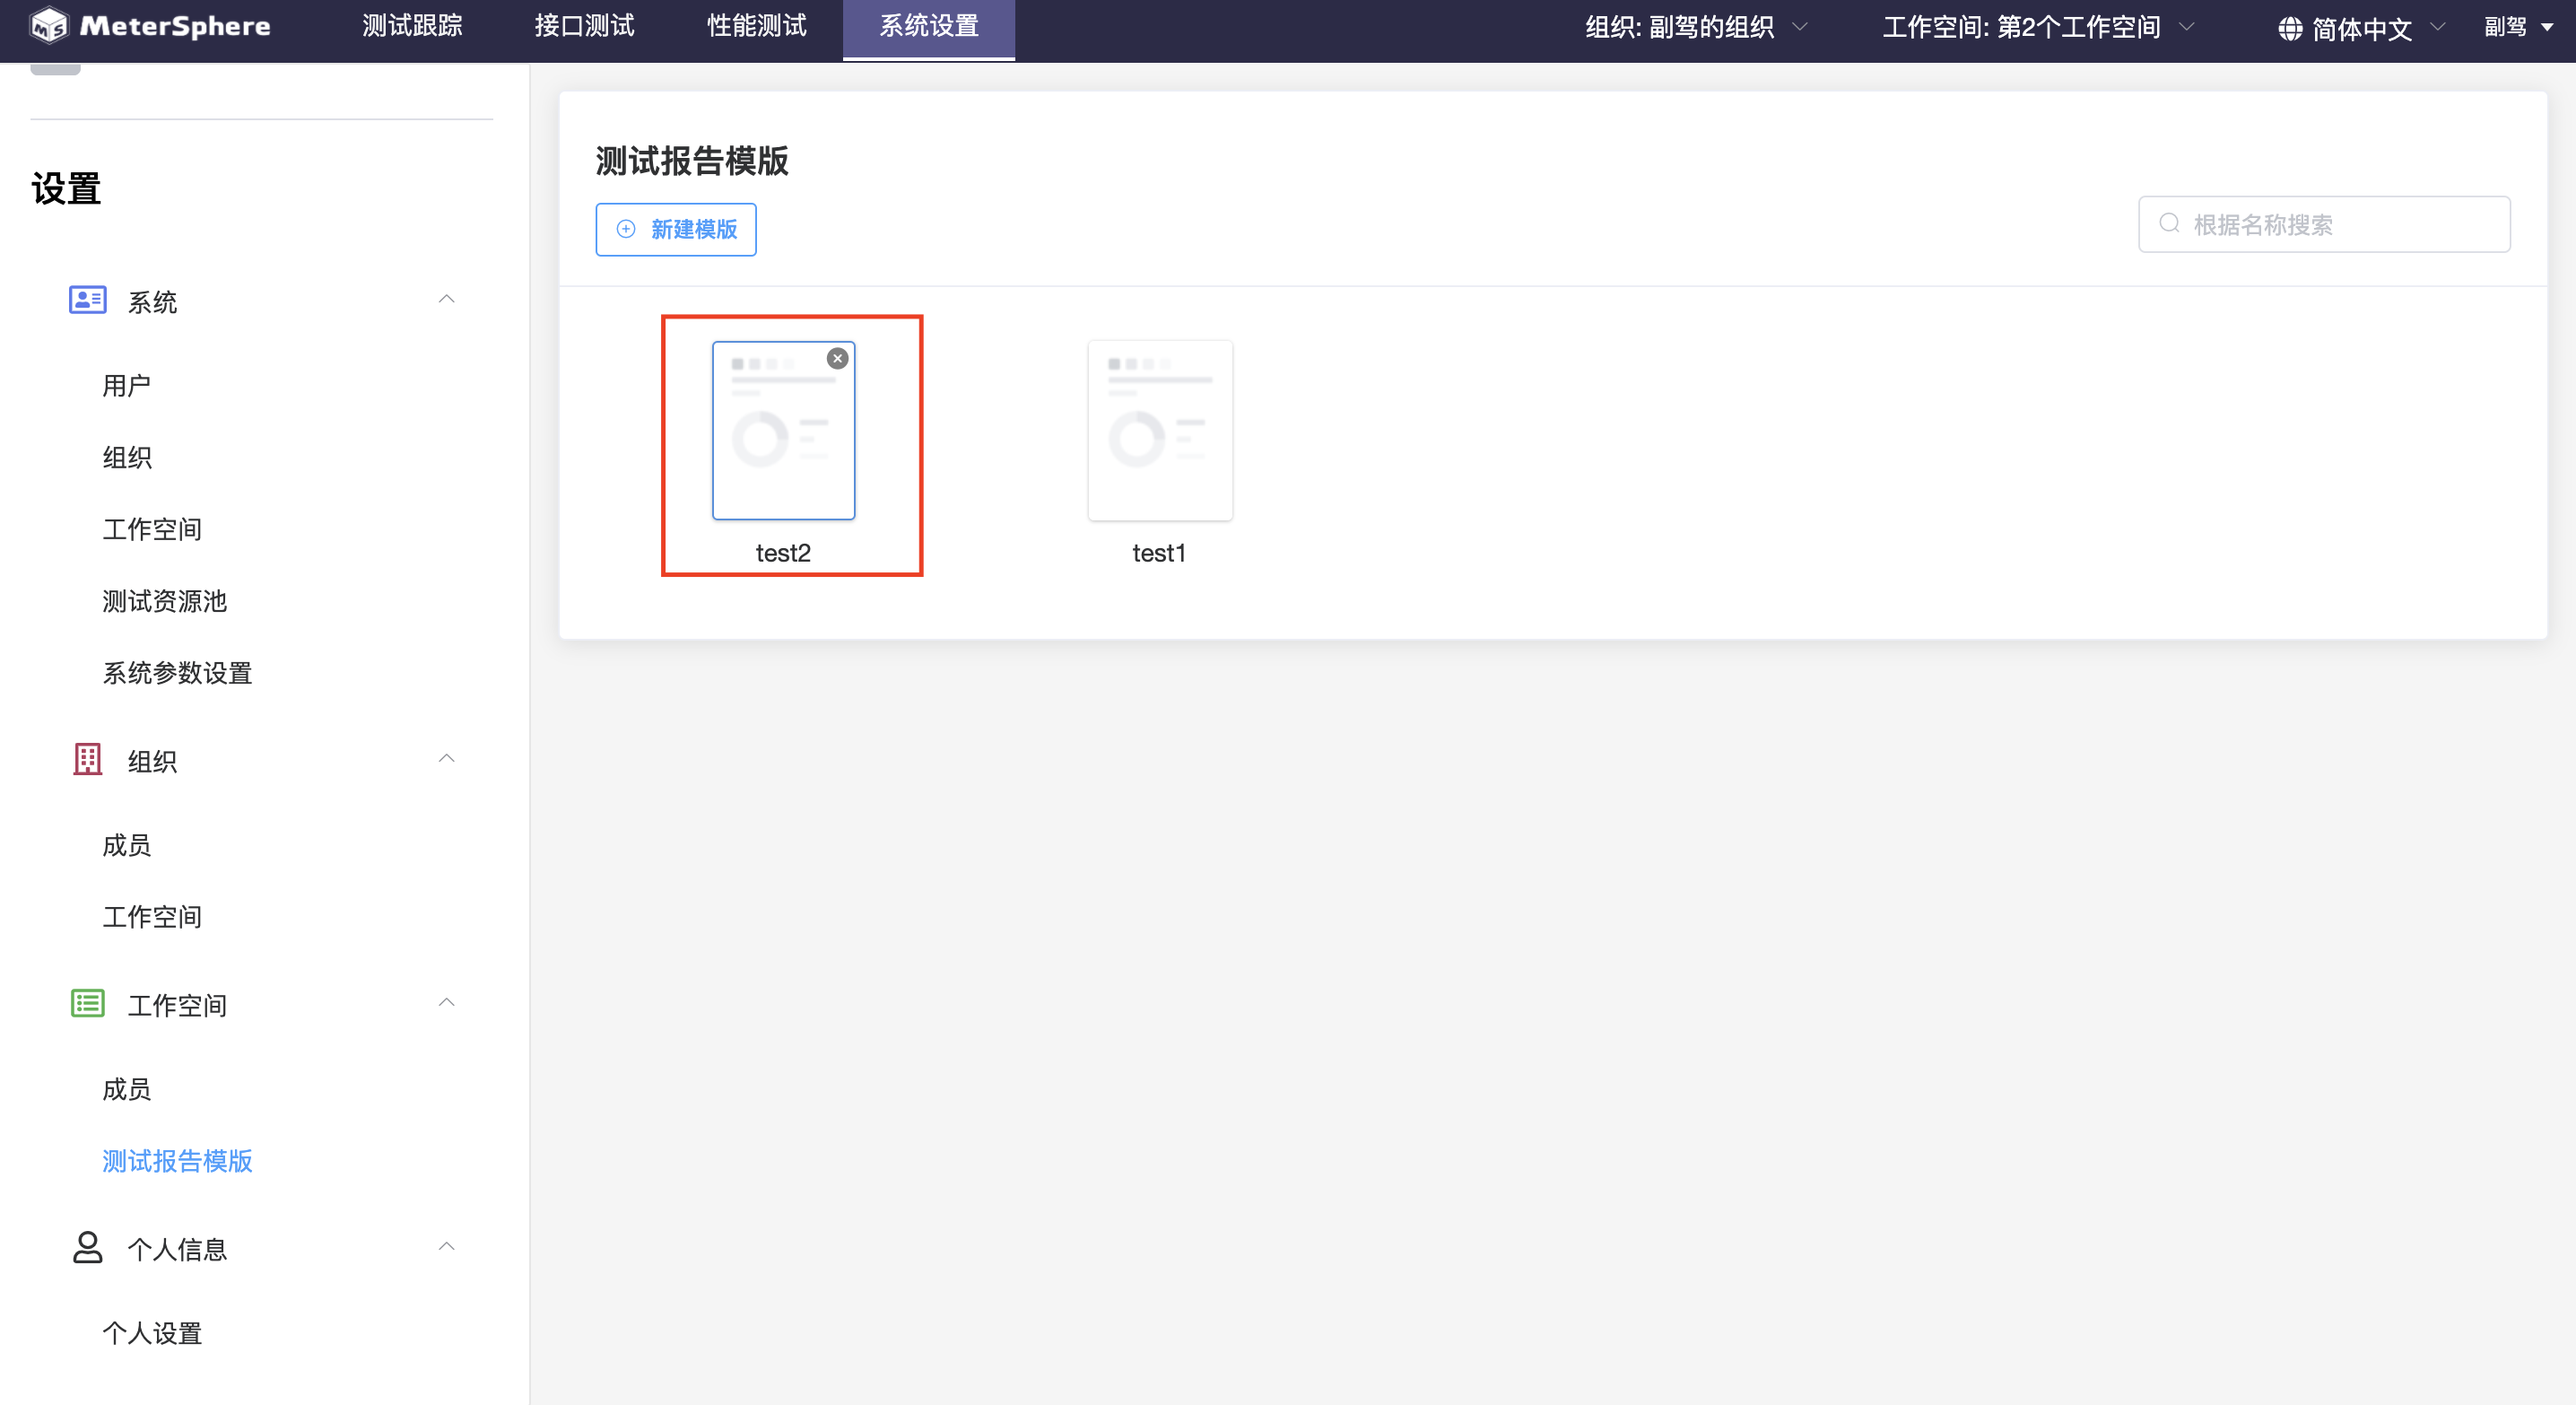 MeterSphere 测试跟踪 接口测试 性能测试 系统设置 组织: 副驾的组织 工作空间: 第2个工作空间 简体中文 副驾
设置
系统
用户
组织
工作空间
测试资源池
系统参数设置
组织
成员
工作空间
工作空间
成员
测试报告模版
个人信息
个人设置
测试报告模版
新建模版
根据名称搜索
test2
test1